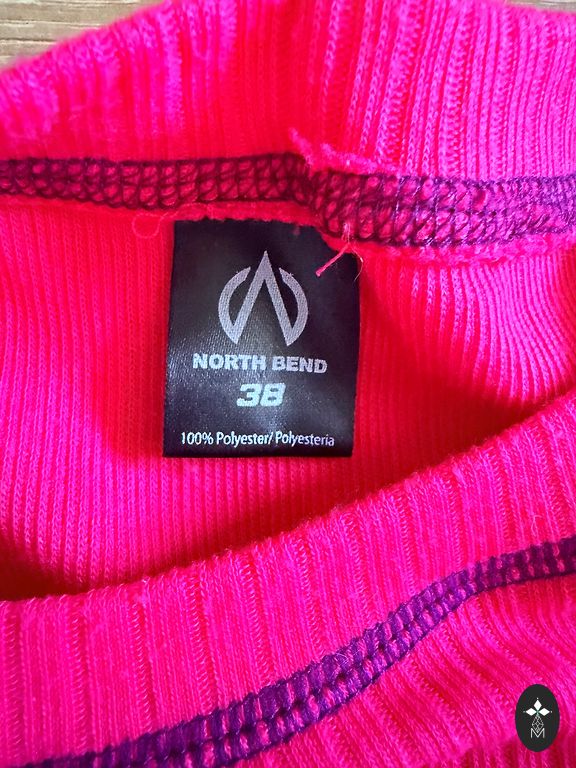 NORTH BEND
38
100% Polyester/ Polyesteria